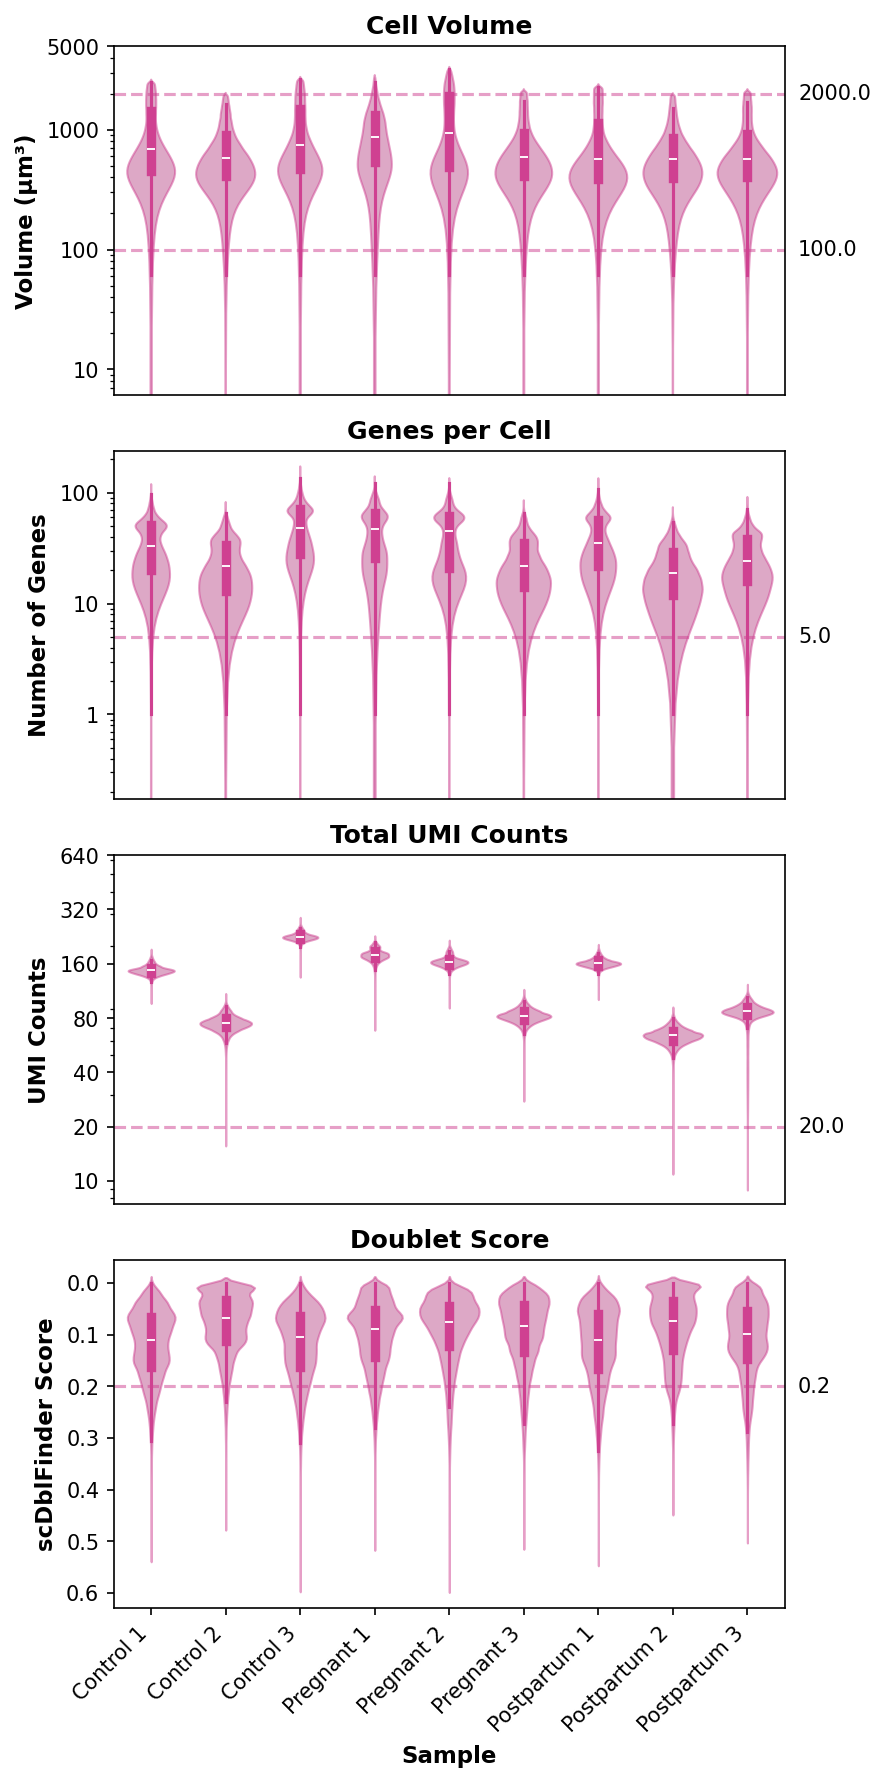 Cell Volume
5000
1000
100
10
Volume (μm³)
2000.0
100.0
Genes per Cell
100
10
1
Number of Genes
5.0
Total UMI Counts
640
320
160
80
40
20
10
UMI Counts
20.0
Doublet Score
0.0
0.1
0.2
0.3
0.4
0.5
0.6
scDblFinder Score
0.2
Control 1
Control 2
Control 3
Pregnant 1
Pregnant 2
Pregnant 3
Postpartum 1
Postpartum 2
Postpartum 3
Sample